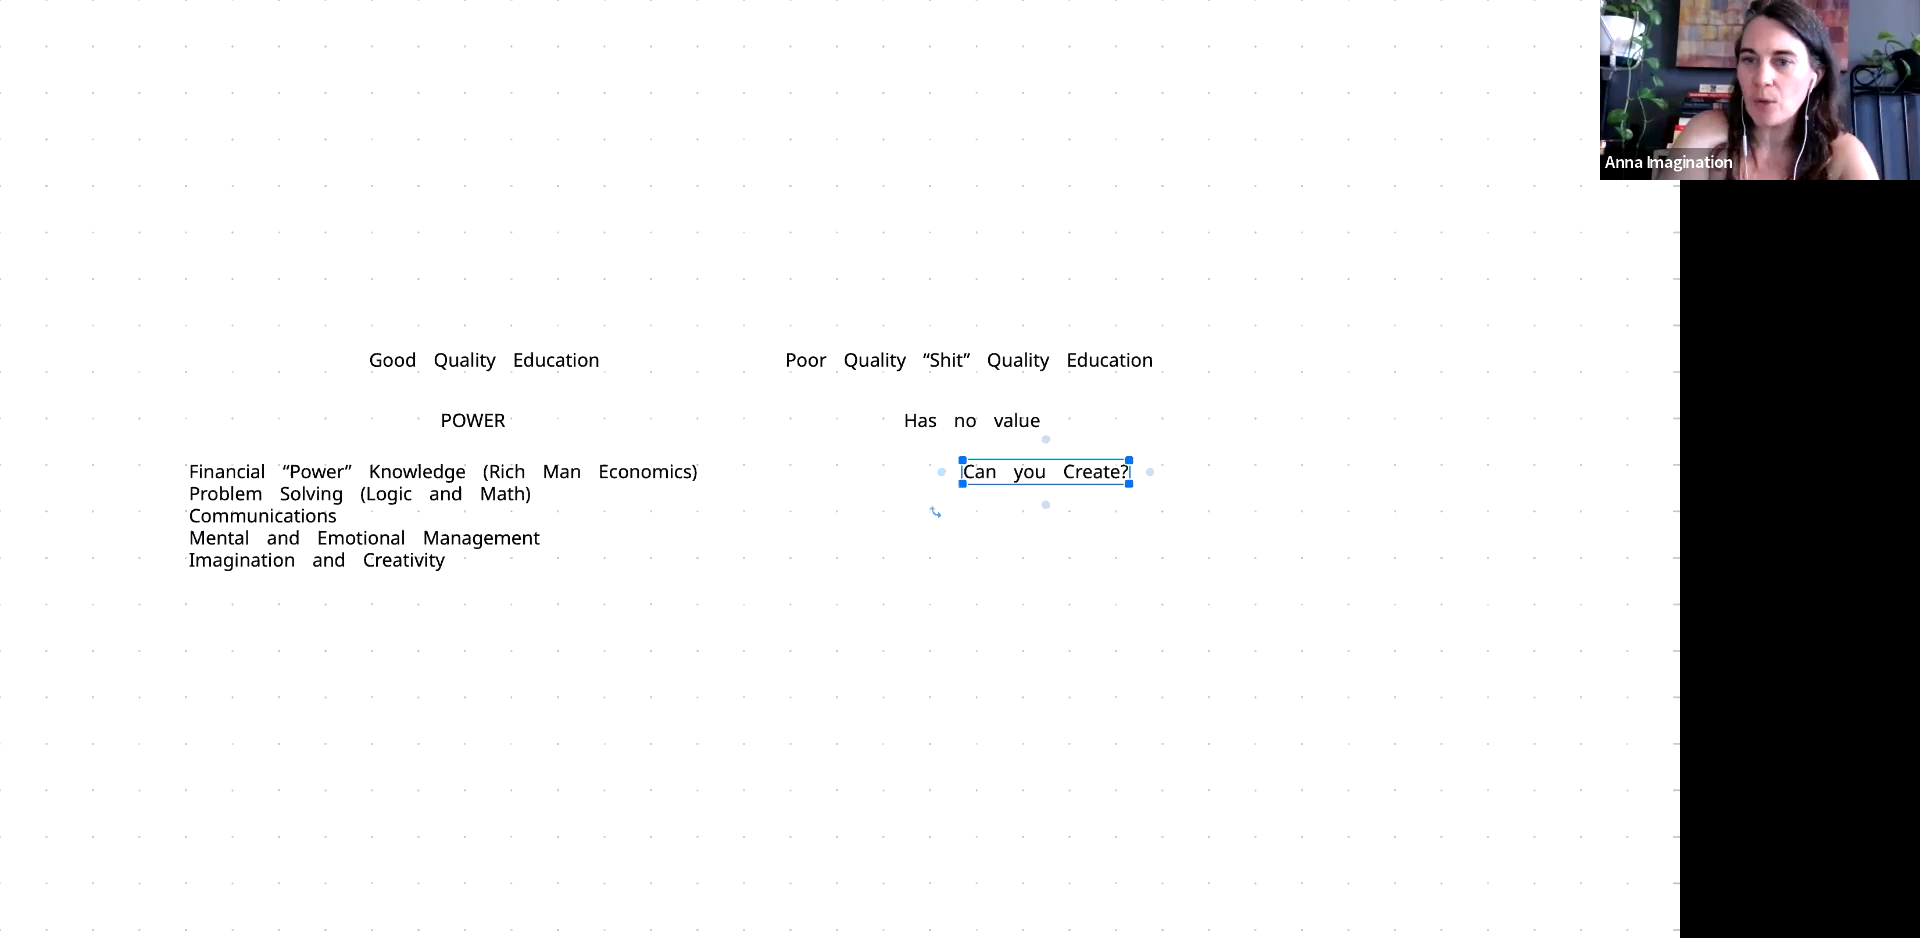 Anna Imagination
Good Quality Education
Poor Quality “Shit” Quality Education
POWER
Has no value
Financial “Power” Knowledge (Rich Man Economics)
Problem Solving (Logic and Math)
Communications
Mental and Emotional Management
Imagination and Creativity
Can you Create?